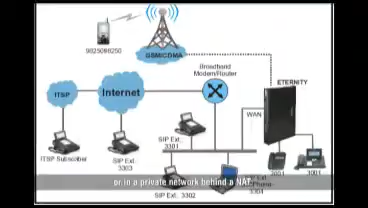 9825098250
GSM/CDMA
Broadband
Modem/Router
ETERNITY
ITSP
Internet
WAN
SIP Ext.
3301
ITSP Subscriber
SIP Ext.
3303
3001
or in a private network behind a NAT.
SIP Ext.
3302
3304